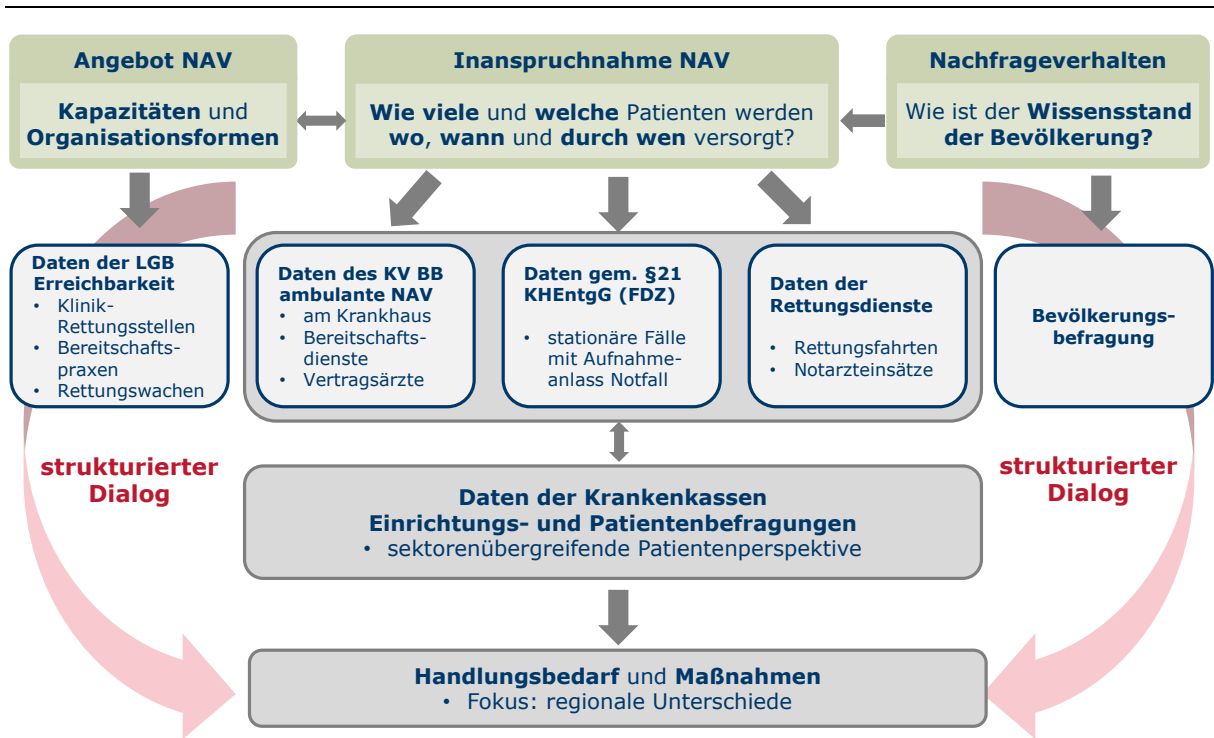 Angebot NAV
Kapazitäten und
Organisationsformen
Inanspruchnahme NAV
Wie viele und welche Patienten werden
wo, wann und durch wen versorgt?
Nachfrageverhalten
Wie ist der Wissensstand
der Bevölkerung?
Daten der LGB
Erreichbarkeit
• Klinik-
Rettungsstellen
• Bereitschafts-
praxen
• Rettungswachen
Daten des KV BB
ambulante NAV
• am Krankhaus
• Bereitschafts-
dienste
• Vertragsärzte
Daten gem. §21
KHEntgG (FDZ)
• stationäre Fälle
mit Aufnahme-
anlass Notfall
Daten der
Rettungsdienste
• Rettungsfahrten
• Notarzteinsätze
Bevölkerungs-
befragung
strukturierter
Dialog
Daten der Krankenkassen
Einrichtungs- und Patientenbefragungen
• sektorenübergreifende Patientenperspektive
strukturierter
Dialog
Handlungsbedarf und Maßnahmen
• Fokus: regionale Unterschiede